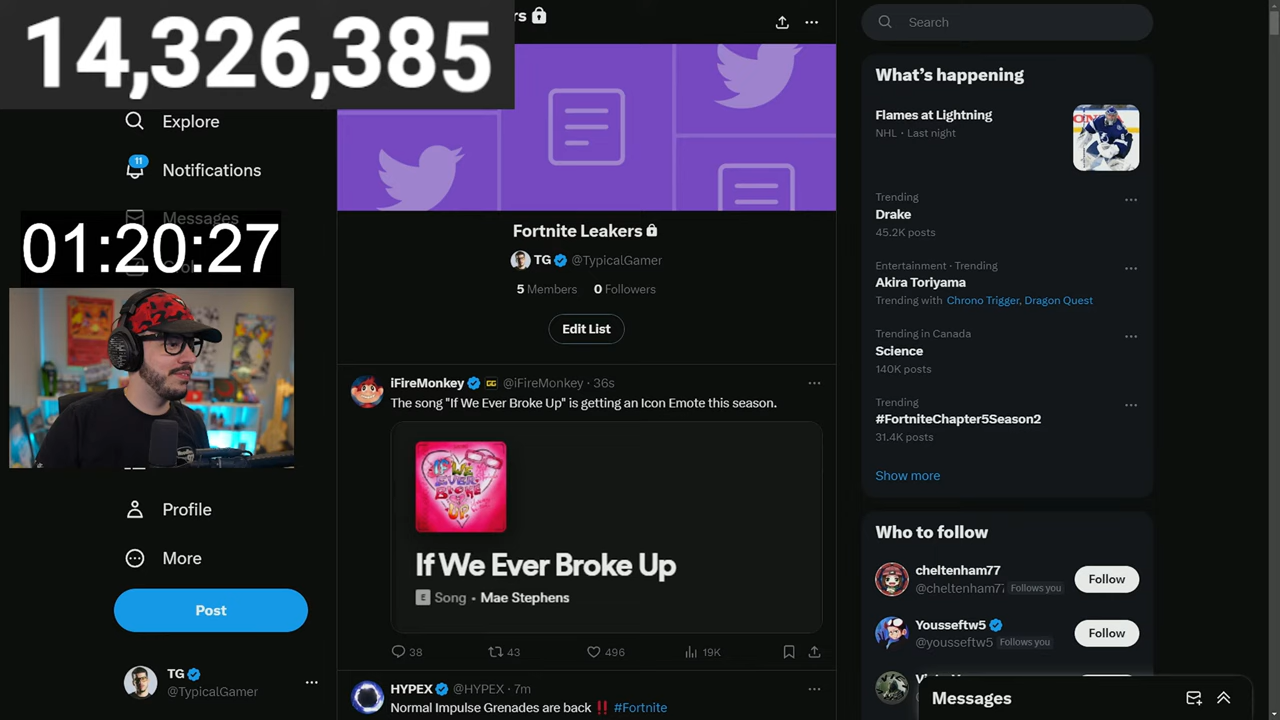 14,326,385
rs
Explore
11
Notifications
Messages
01:20:27
Profile
More
Post
TG
@TypicalGamer
Fortnite Leakers
TG @TypicalGamer
5 Members 0 Followers
Edit List
iFireMonkey GG @iFireMonkey · 36s
The song "If We Ever Broke Up" is getting an Icon Emote this season.
IF WE
EVER
BROKE
UP
If We Ever Broke Up
E Song • Mae Stephens
38 43 496 19K
HYPEX @HYPEX · 7m
Normal Impulse Grenades are back ‼️ #Fortnite
Search
What's happening
Flames at Lightning
NHL · Last night
Trending
Drake
45.2K posts
Entertainment · Trending
Akira Toriyama
Trending with Chrono Trigger, Dragon Quest
Trending in Canada
Science
140K posts
Trending
#FortniteChapter5Season2
31.4K posts
Show more
Who to follow
cheltenham77
@cheltenham77 Follows you
Follow
Yousseftw5
@yousseftw5 Follows you
Follow
Messages